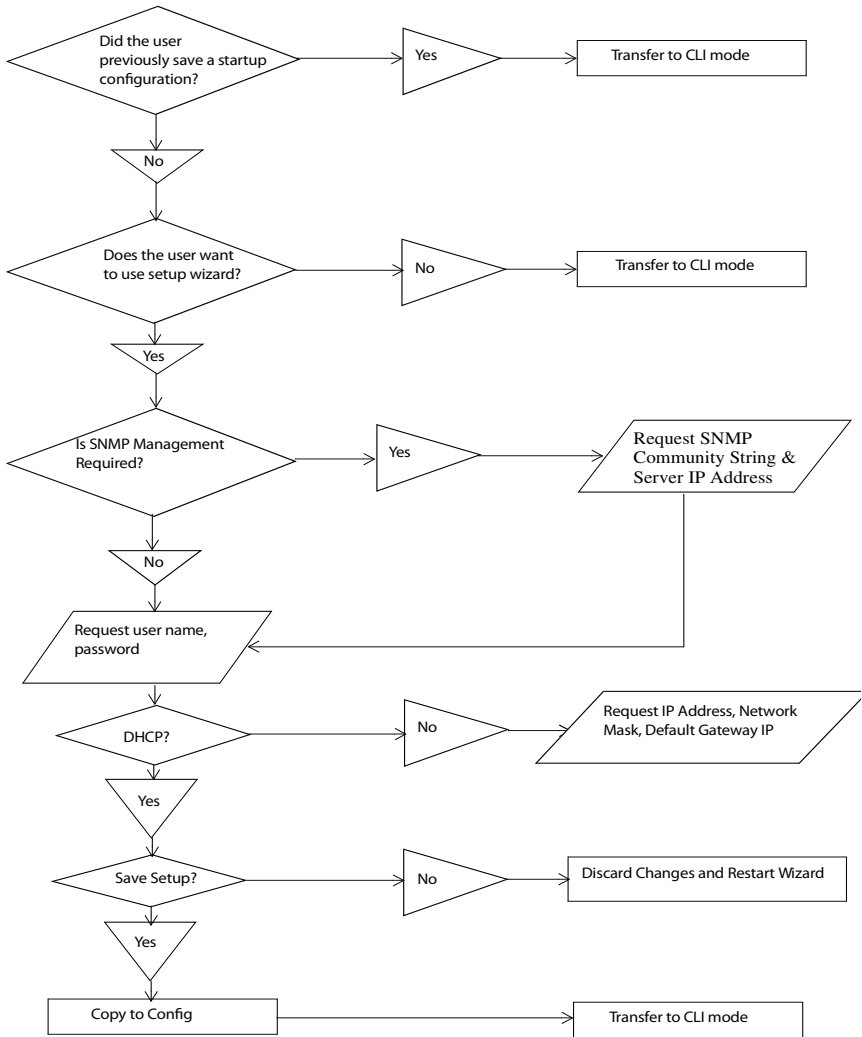 Did the user
previously save a startup
configuration?
Yes
Transfer to CLI mode
No
Does the user want
to use setup wizard?
No
Transfer to CLI mode
Yes
Is SNMP Management
Required?
Yes
Request SNMP
Community String &
Server IP Address
No
Request user name,
password
DHCP?
No
Request IP Address, Network
Mask, Default Gateway IP
Yes
Save Setup?
No
Discard Changes and Restart Wizard
Yes
Copy to Config
Transfer to CLI mode